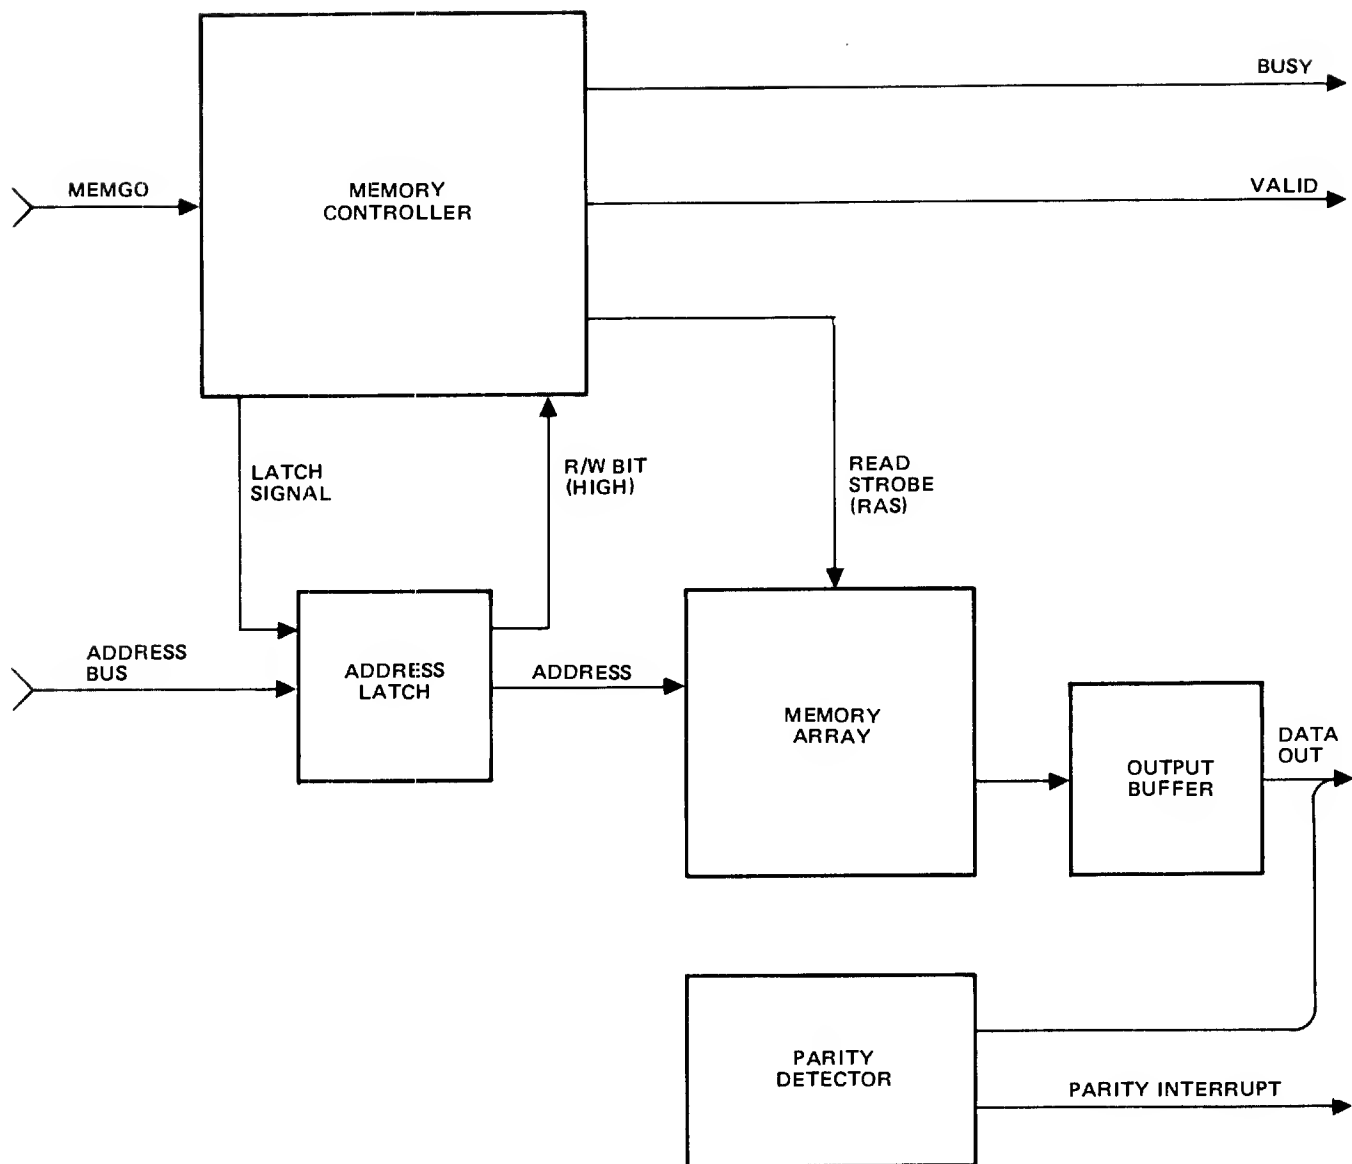 BUSY
MEMGO
MEMORY
CONTROLLER
VALID
LATCH
SIGNAL
R/W BIT
(HIGH)
READ
STROBE
(RAS)
ADDRESS
BUS
ADDRESS
LATCH
ADDRESS
MEMORY
ARRAY
OUTPUT
BUFFER
DATA
OUT
PARITY
DETECTOR
PARITY INTERRUPT